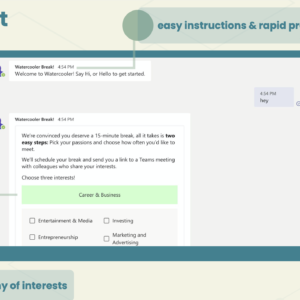 t
easy instructions & rapid pr
Watercooler Break! 4:54 PM
Welcome to Watercooler! Say Hi, or Hello to get started.
4:54 PM
hey
Watercooler Break! 4:54 PM
We're convinced you deserve a 15-minute break, all it takes is two
easy steps: Pick your passions and choose how often you'd like to
meet.
We'll schedule your break and send you a link to a Teams meeting
with colleagues who share your interests.
Choose three interests!
Career & Business
Entertainment & Media
Investing
Entrepreneurship
Marketing and
Advertising
y of interests